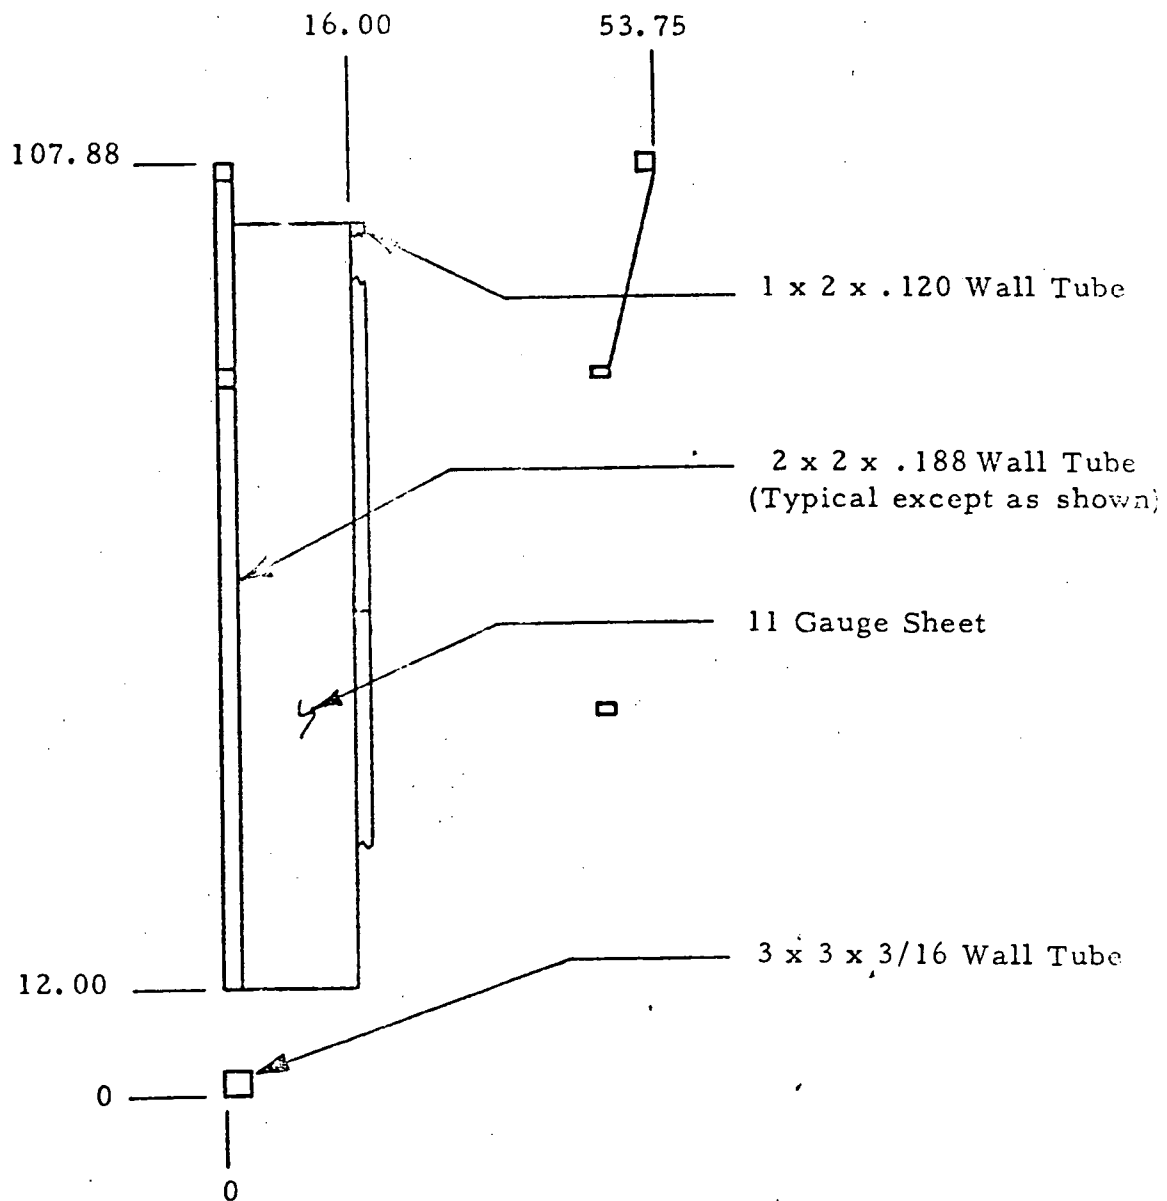 16.00
53.75
107.88
1 x 2 x .120 Wall Tube
2 x 2 x .188 Wall Tube
(Typical except as shown)
11 Gauge Sheet
3 x 3 x 3/16 Wall Tube
12.00
0
0